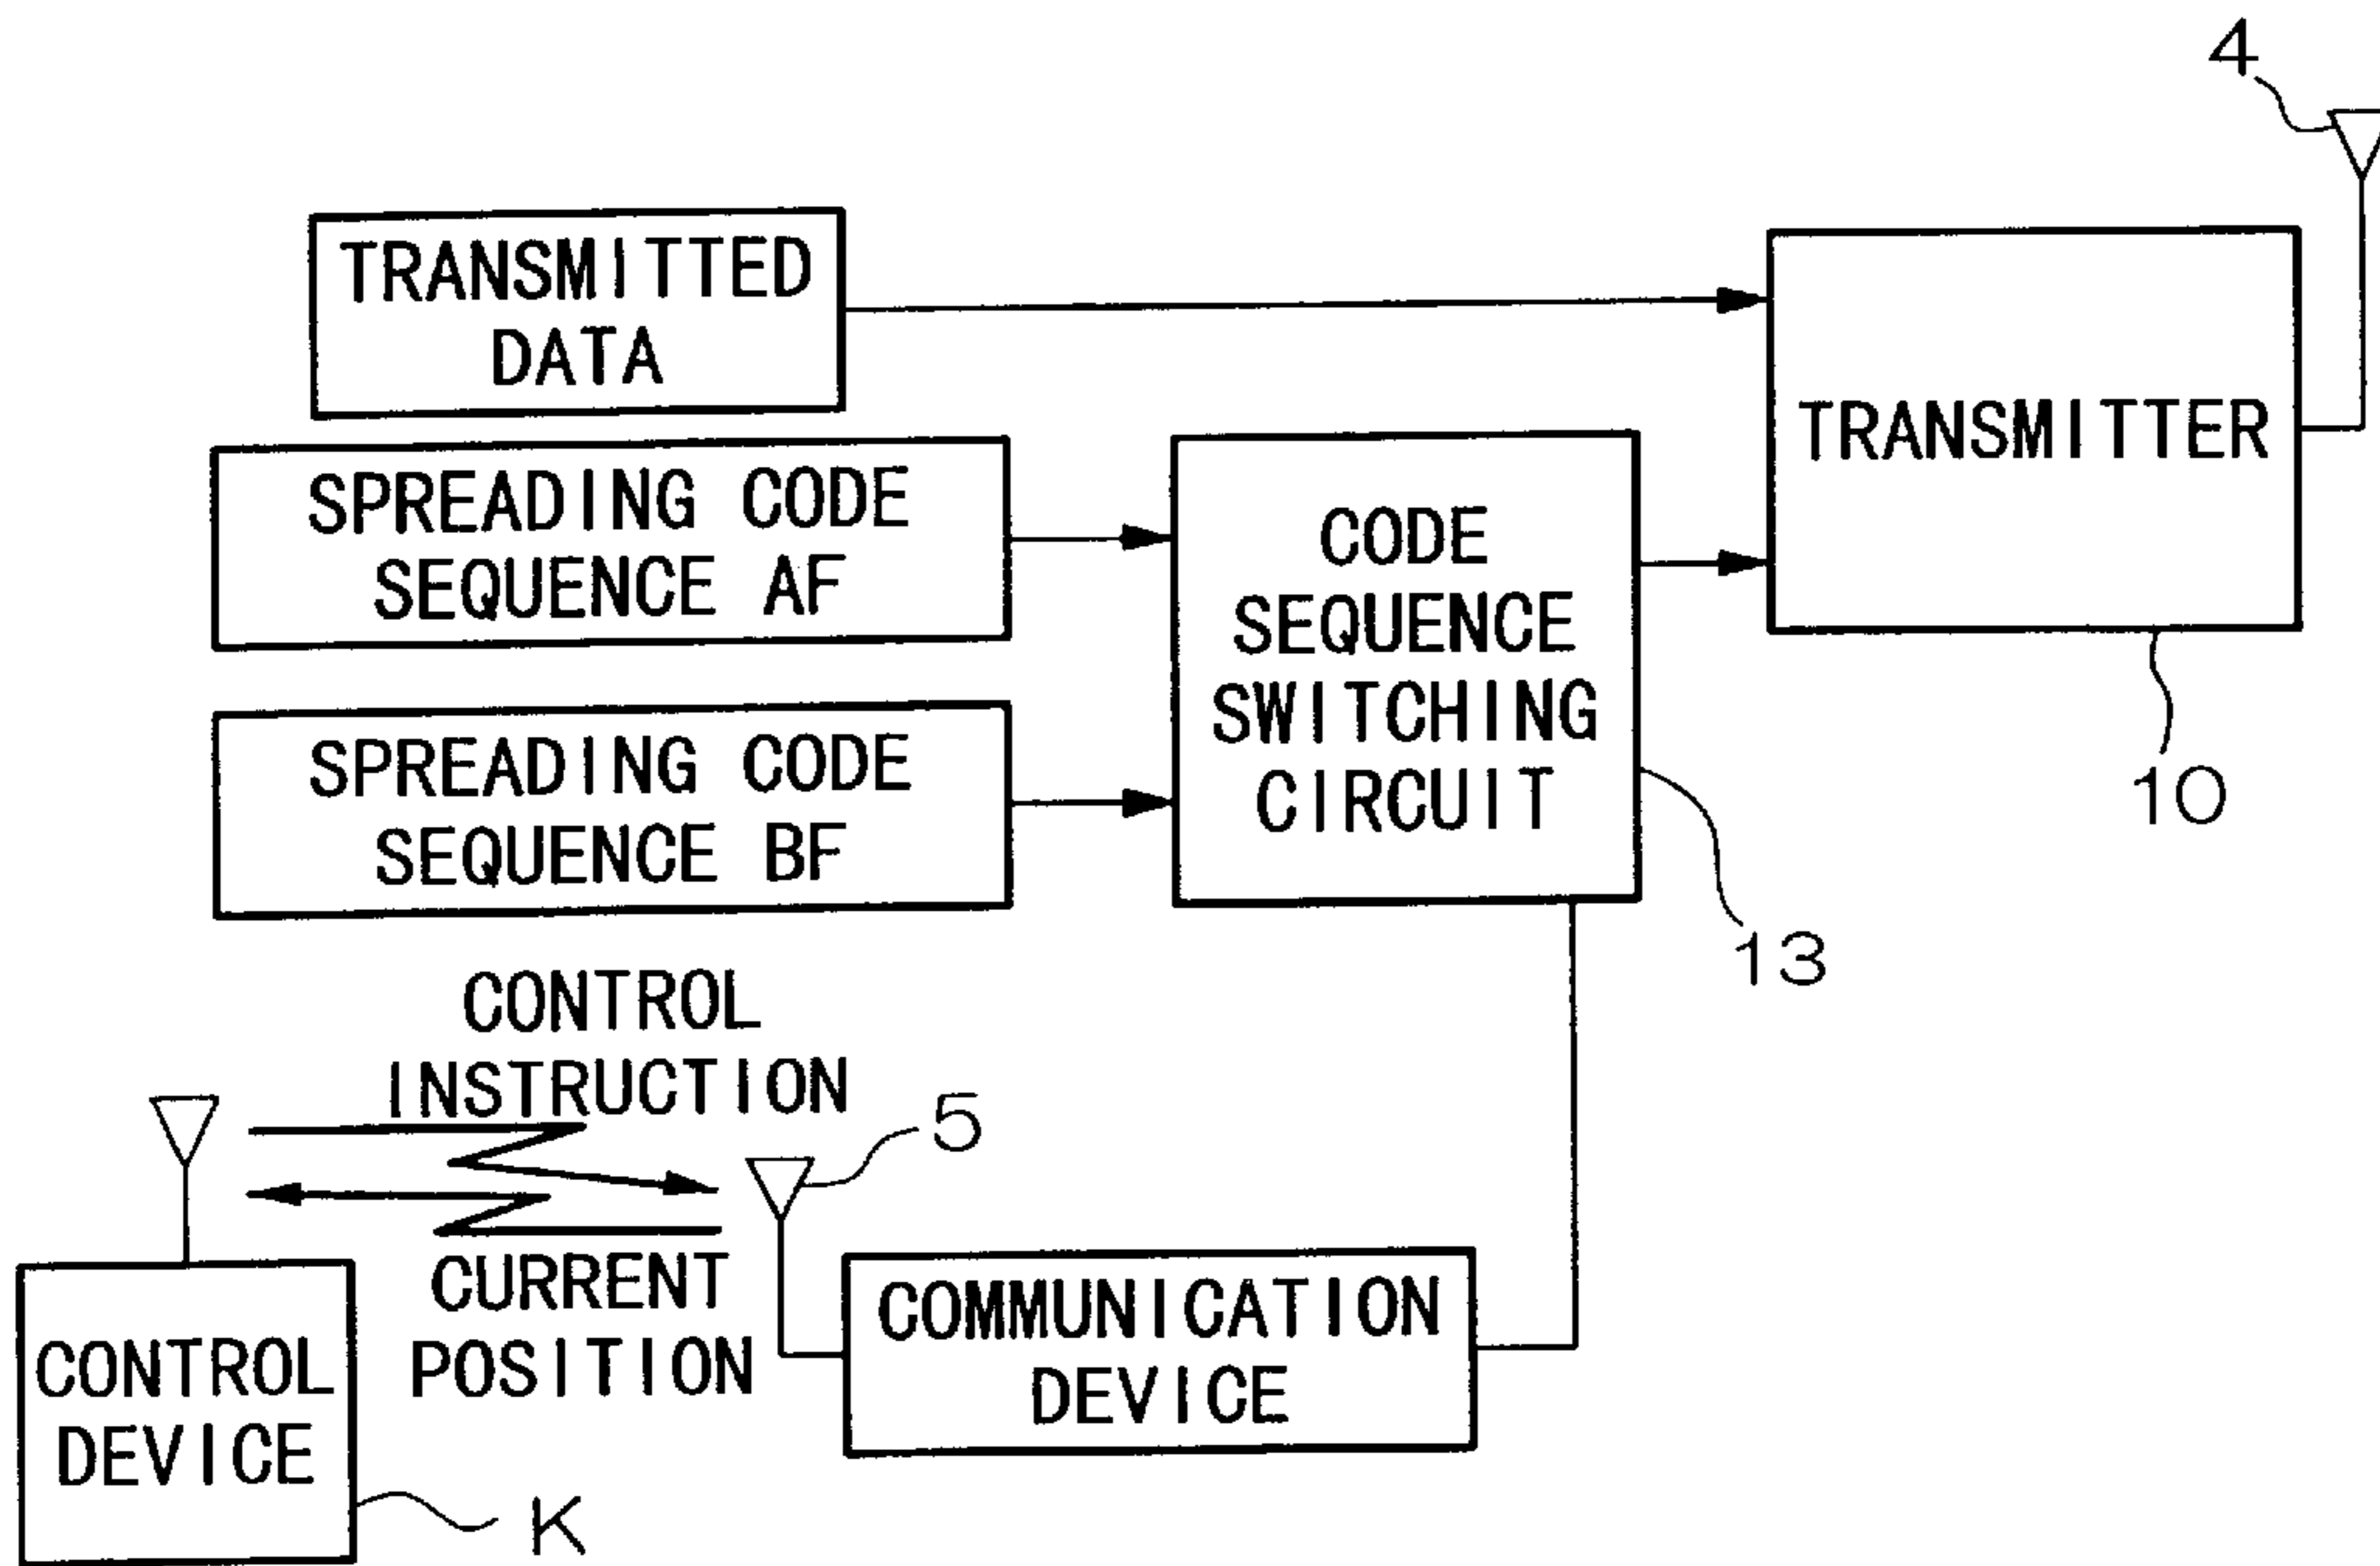 4
TRANSMITTED
DATA
TRANSMITTER
SPREADING CODE
SEQUENCE AF
CODE
SEQUENCE
SWITCHING
CIRCUIT
SPREADING CODE
SEQUENCE BF
10
13
CONTROL
INSTRUCTION
5
CURRENT
POSITION
COMMUNICATION
DEVICE
CONTROL
DEVICE
K